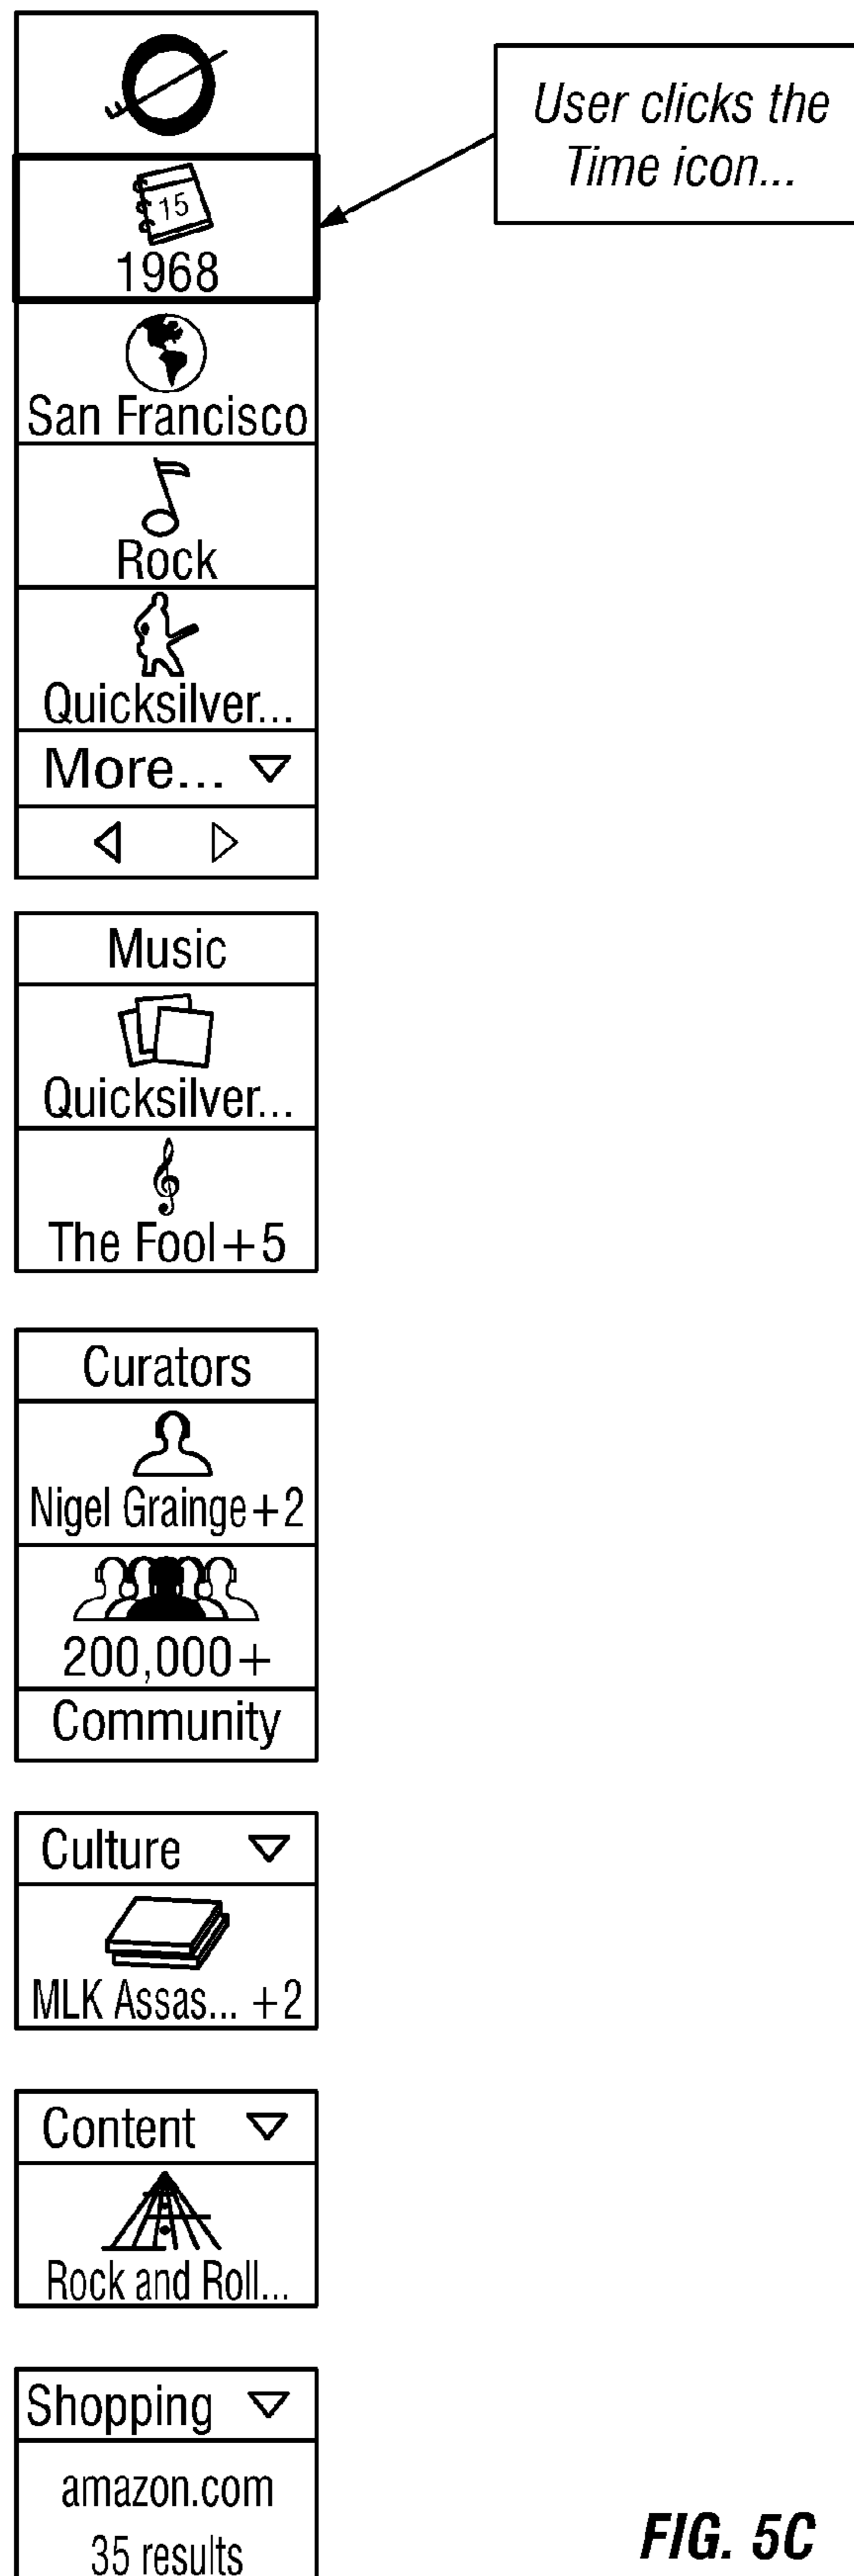 User clicks the
Time icon...
15
1968
San Francisco
Rock
Quicksilver...
More...
Music
Quicksilver...
The Fool+5
Curators
Nigel Grainge+2
200,000+
Community
Culture
MLK Assas... +2
Content
Rock and Roll...
Shopping
amazon.com
35 results
FIG. 5C